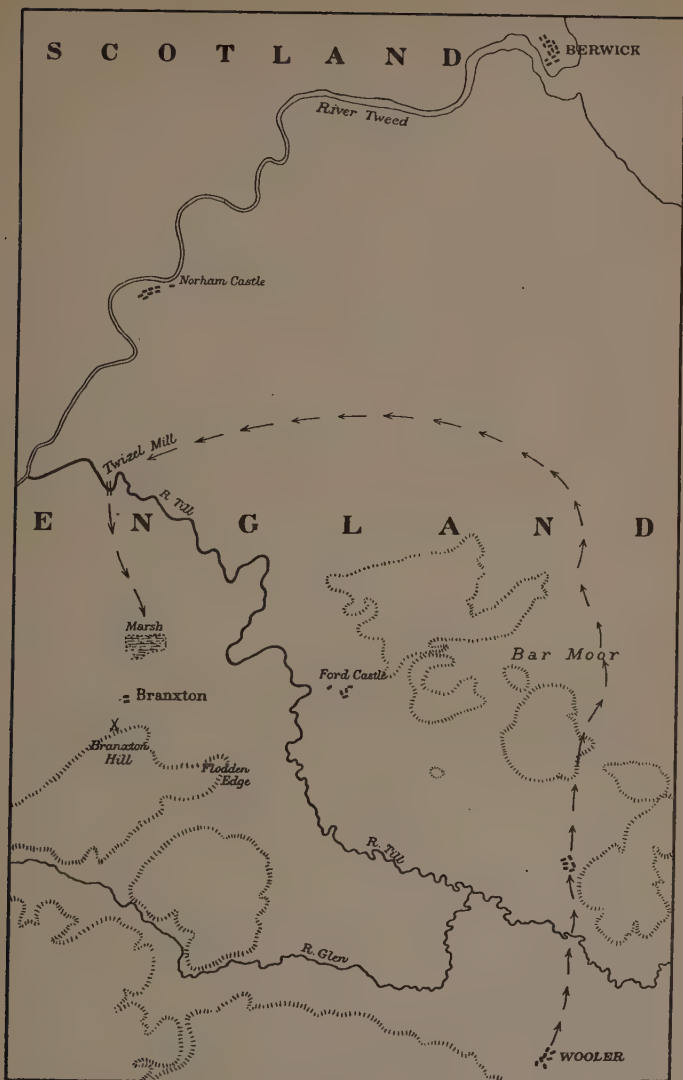 SCOTLAND
BERWICK
River Tweed
Norham Castle
Twizel Mill
R. Till
ENGLAND
Marsh
Bar Moor
Ford Castle
Branxton
Branxton
Hill
Flodden
Edge
R. Till
R. Glen
WOOLER